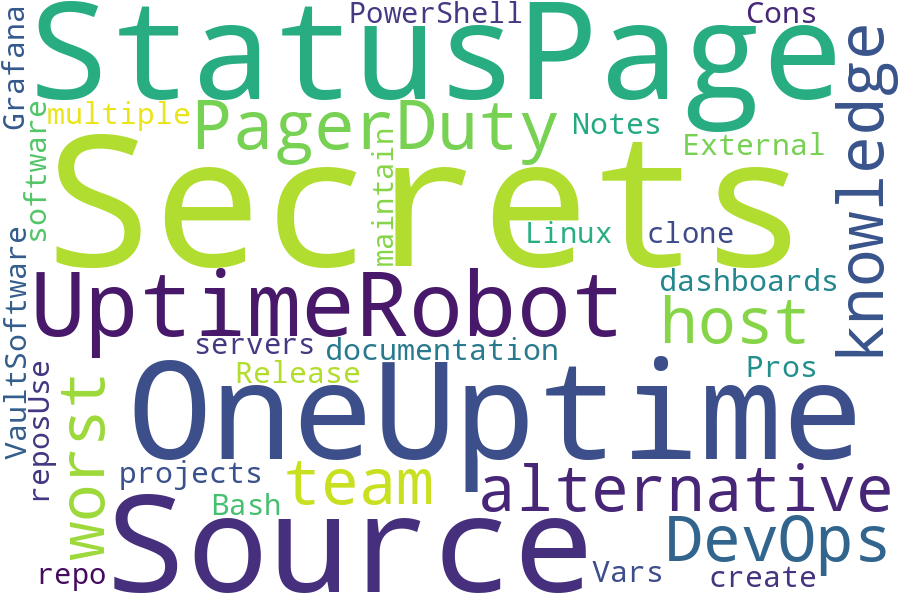 PowerShell
Cons
StatusPage
Grafana
knowledge
multiple
software
PagerDuty
Notes
External
maintain
Secrets
Linux
clone
VaultSoftware
UptimeRobot
dashboards
host
servers
documentation
Release
Pros
OneUptime
reposUse
worst
projects
team
alternative
Bash
Source
DevOps
repo
Vars
create